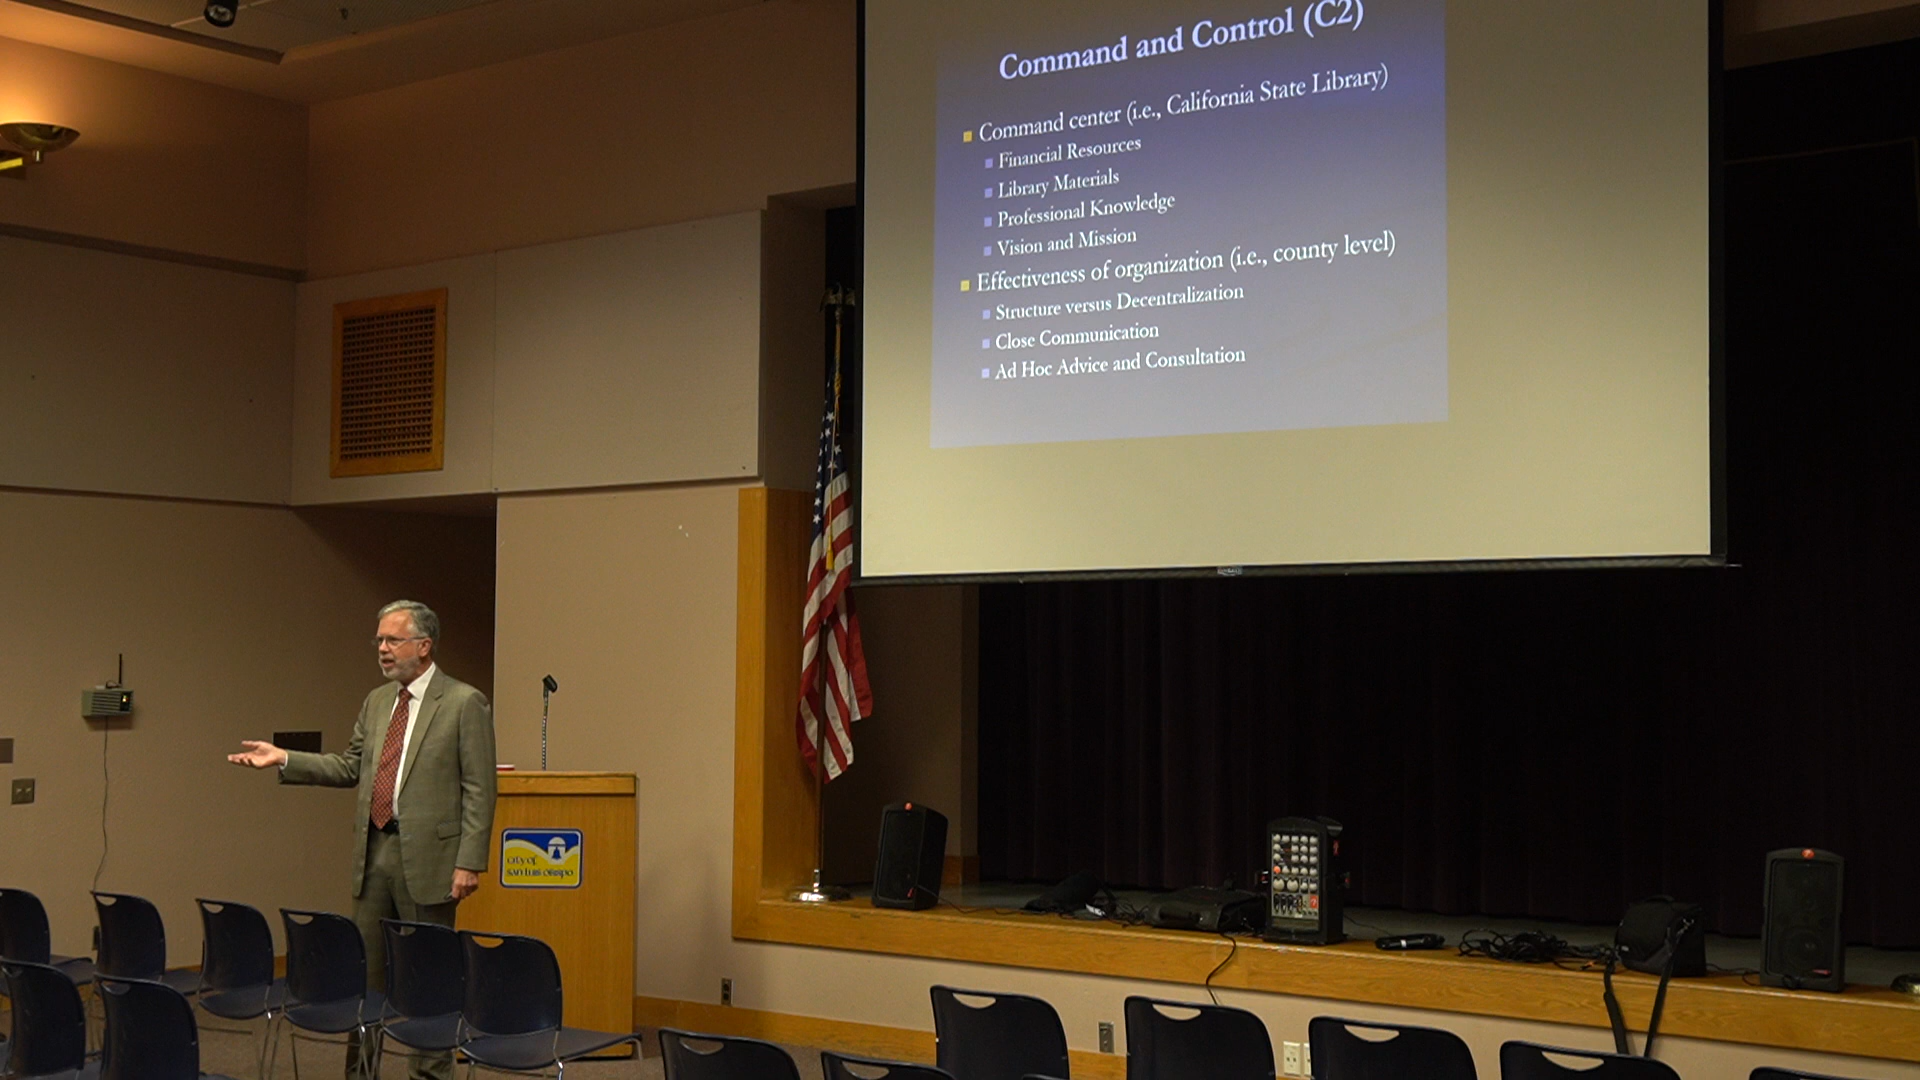 Command and Control (C2)
Command center (i.e., California State Library)
Financial Resources
Library Materials
Professional Knowledge
Vision and Mission
Effectiveness of organization (i.e., county level)
Structure versus Decentralization
Close Communication
Ad Hoc Advice and Consultation
city of
san luis obispo